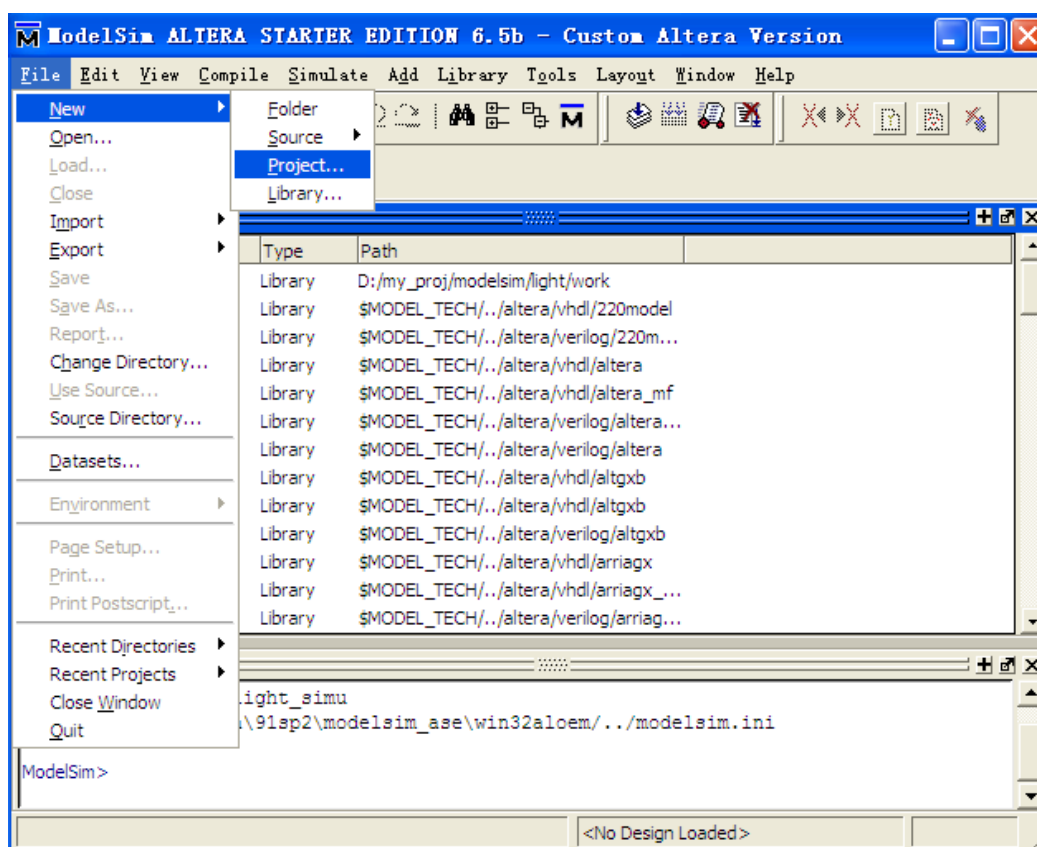 ModelSim ALTERA STARTER EDITION 6.5b - Custom Altera Version
File Edit View Compile Simulate Add Library Tools Layout Window Help
New
Open...
Load...
Close
Import
Export
Save
Save As...
Report...
Change Directory...
Use Source...
Source Directory...
Datasets...
Environment
Page Setup...
Print...
Print Postscript...
Recent Directories
Recent Projects
Close Window
Quit
Folder
Source
Project...
Library...
Type Path
Library D:/my_proj/modelsim/light/work
Library $MODEL_TECH/../altera/vhdl/220model
Library $MODEL_TECH/../altera/verilog/220m...
Library $MODEL_TECH/../altera/vhdl/altera
Library $MODEL_TECH/../altera/vhdl/altera_mf
Library $MODEL_TECH/../altera/verilog/altera...
Library $MODEL_TECH/../altera/verilog/altera
Library $MODEL_TECH/../altera/vhdl/altgxb
Library $MODEL_TECH/../altera/vhdl/altgxb
Library $MODEL_TECH/../altera/verilog/altgxb
Library $MODEL_TECH/../altera/vhdl/arriagx
Library $MODEL_TECH/../altera/vhdl/arriagx_...
Library $MODEL_TECH/../altera/verilog/arriag...
light_simu
\91sp2\modelsim_ase\win32aloem/../modelsim.ini
ModelSim>
<No Design Loaded>